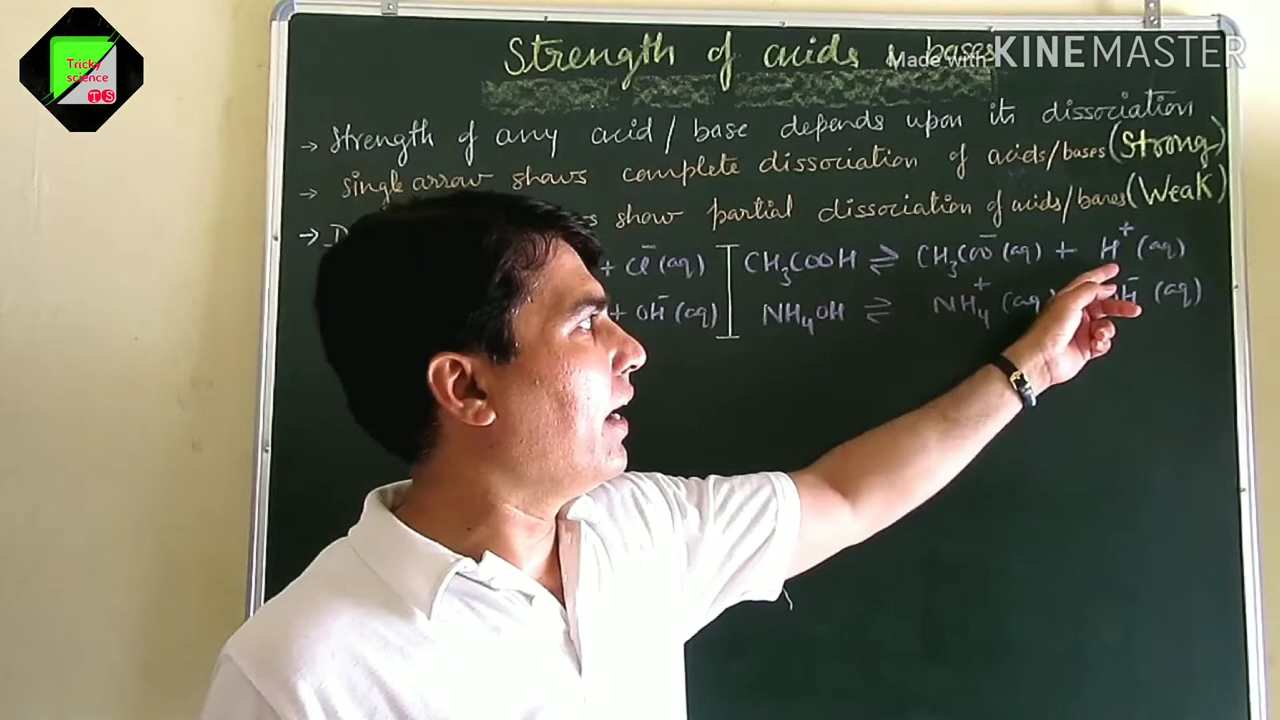 Tricky
science
TS
Made with KINEMASTER
Strength of acids & bases
→ Strength of any acid / base depends upon its dissociation
→ Single arrow shows complete dissociation of acids/bases (Strong)
→ D show partial dissociation of acids/bases (Weak)
+ Cl⁻ (aq) CH₃COOH ⇌ CH₃COO⁻ (aq) + H⁺ (aq)
+ OH⁻ (aq) NH₄OH ⇌ NH₄⁺ (aq) H⁻ (aq)